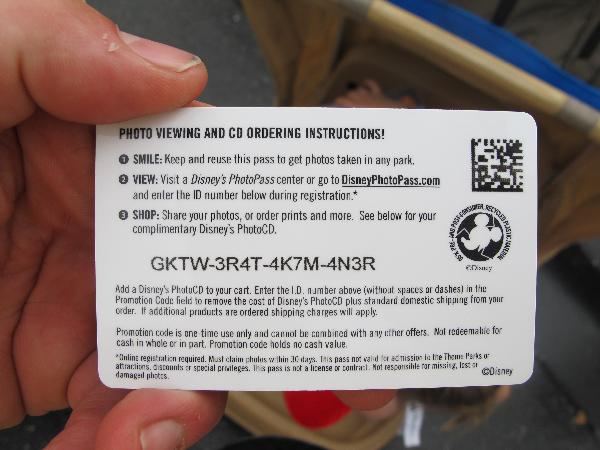 PHOTO VIEWING AND CD ORDERING INSTRUCTIONS!
1 SMILE: Keep and reuse this pass to get photos taken in any park.
2 VIEW: Visit a Disney's PhotoPass center or go to DisneyPhotoPass.com
and enter the ID number below during registration.*
3 SHOP: Share your photos, or order prints and more. See below for your
complimentary Disney's PhotoCD.
©Disney
GKTW-3R4T-4K7M-4N3R
Add a Disney's PhotoCD to your cart. Enter the I.D. number above (without spaces or dashes) in the
Promotion Code field to remove the cost of Disney's PhotoCD plus standard domestic shipping from your
order. If additional products are ordered shipping charges will apply.
Promotion code is one-time use only and cannot be combined with any other offers. Not redeemable for
cash in whole or in part. Promotion code holds no cash value.
*Online registration required. Must claim photos within 30 days. This pass not valid for admission to the Theme Parks or
attractions, discounts or special privileges. This pass is not a license or contract. Not responsible for missing, lost or
damaged photos.
©Disney